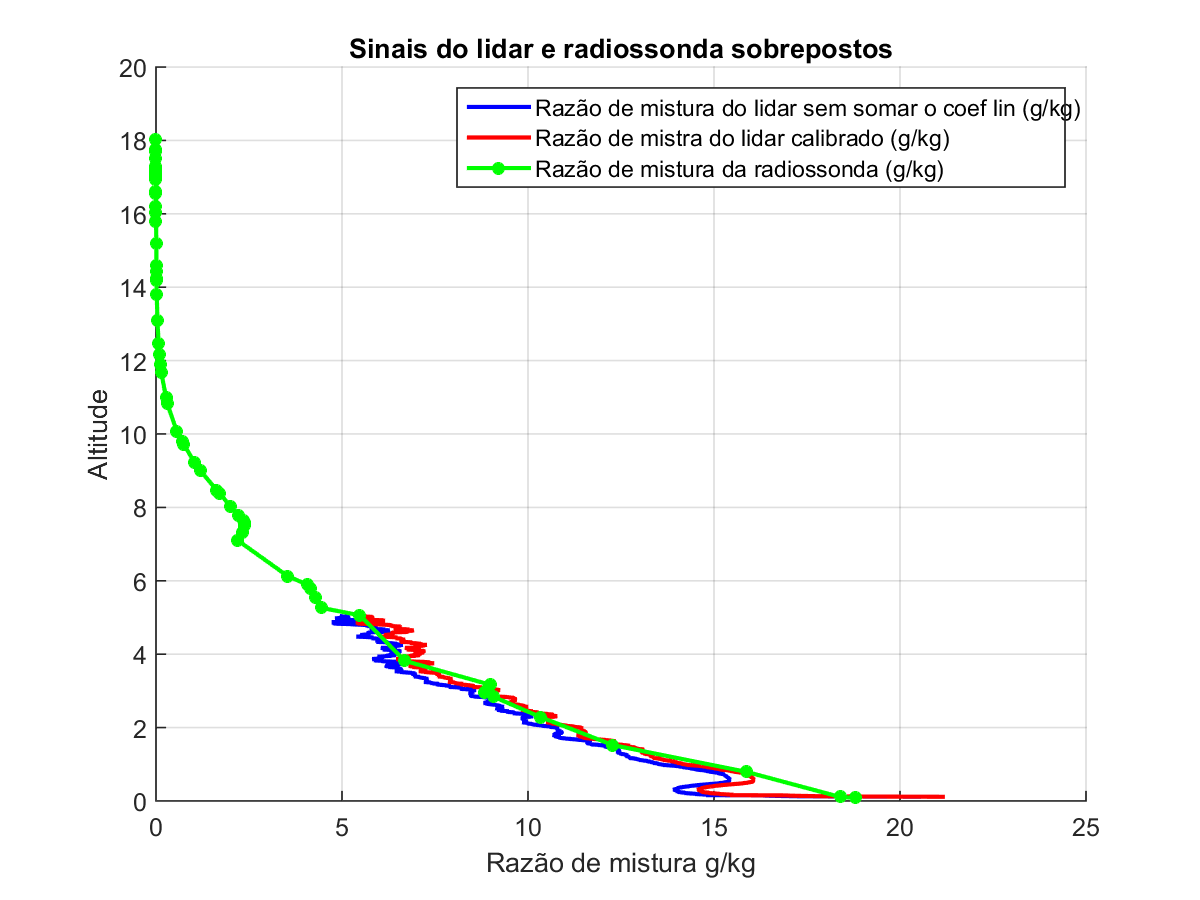 Sinais do lidar e radiossonda sobrepostos
20
Razão de mistura do lidar sem somar o coef lin (g/kg)
Razão de mistra do lidar calibrado (g/kg)
Razão de mistura da radiossonda (g/kg)
18
16
14
12
10
8
6
4
2
0
Altitude
0 5 10 15 20 25
Razão de mistura g/kg